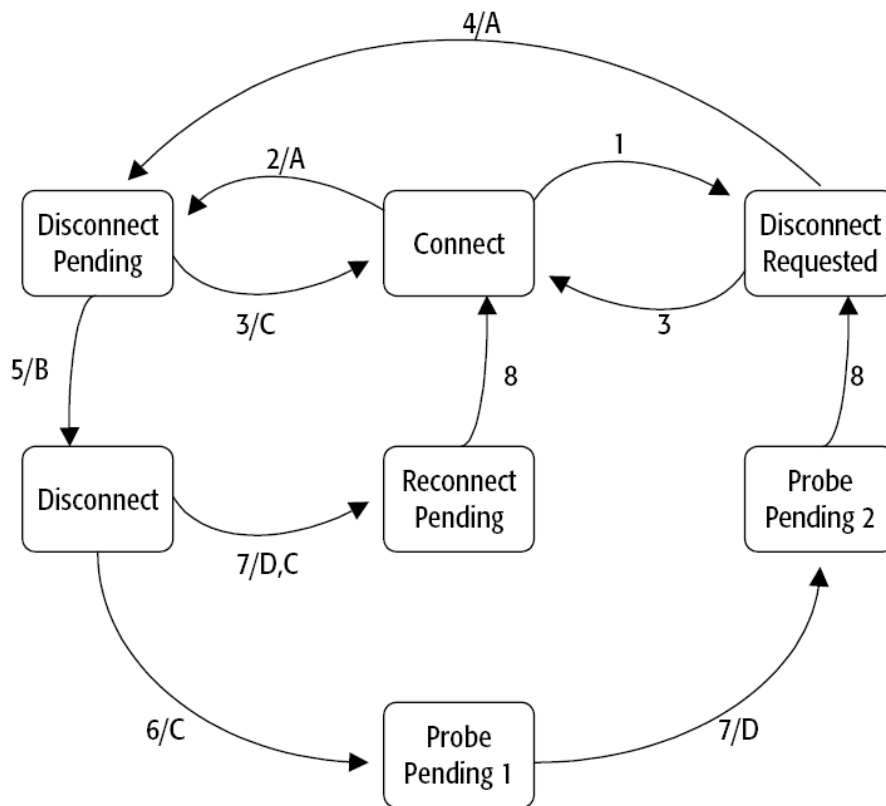 4/A
2/A
1
Disconnect
Pending
Connect
Disconnect
Requested
3/C
3
5/B
8
8
Disconnect
Reconnect
Pending
Probe
Pending 2
7/D,C
6/C
Probe
Pending 1
7/D